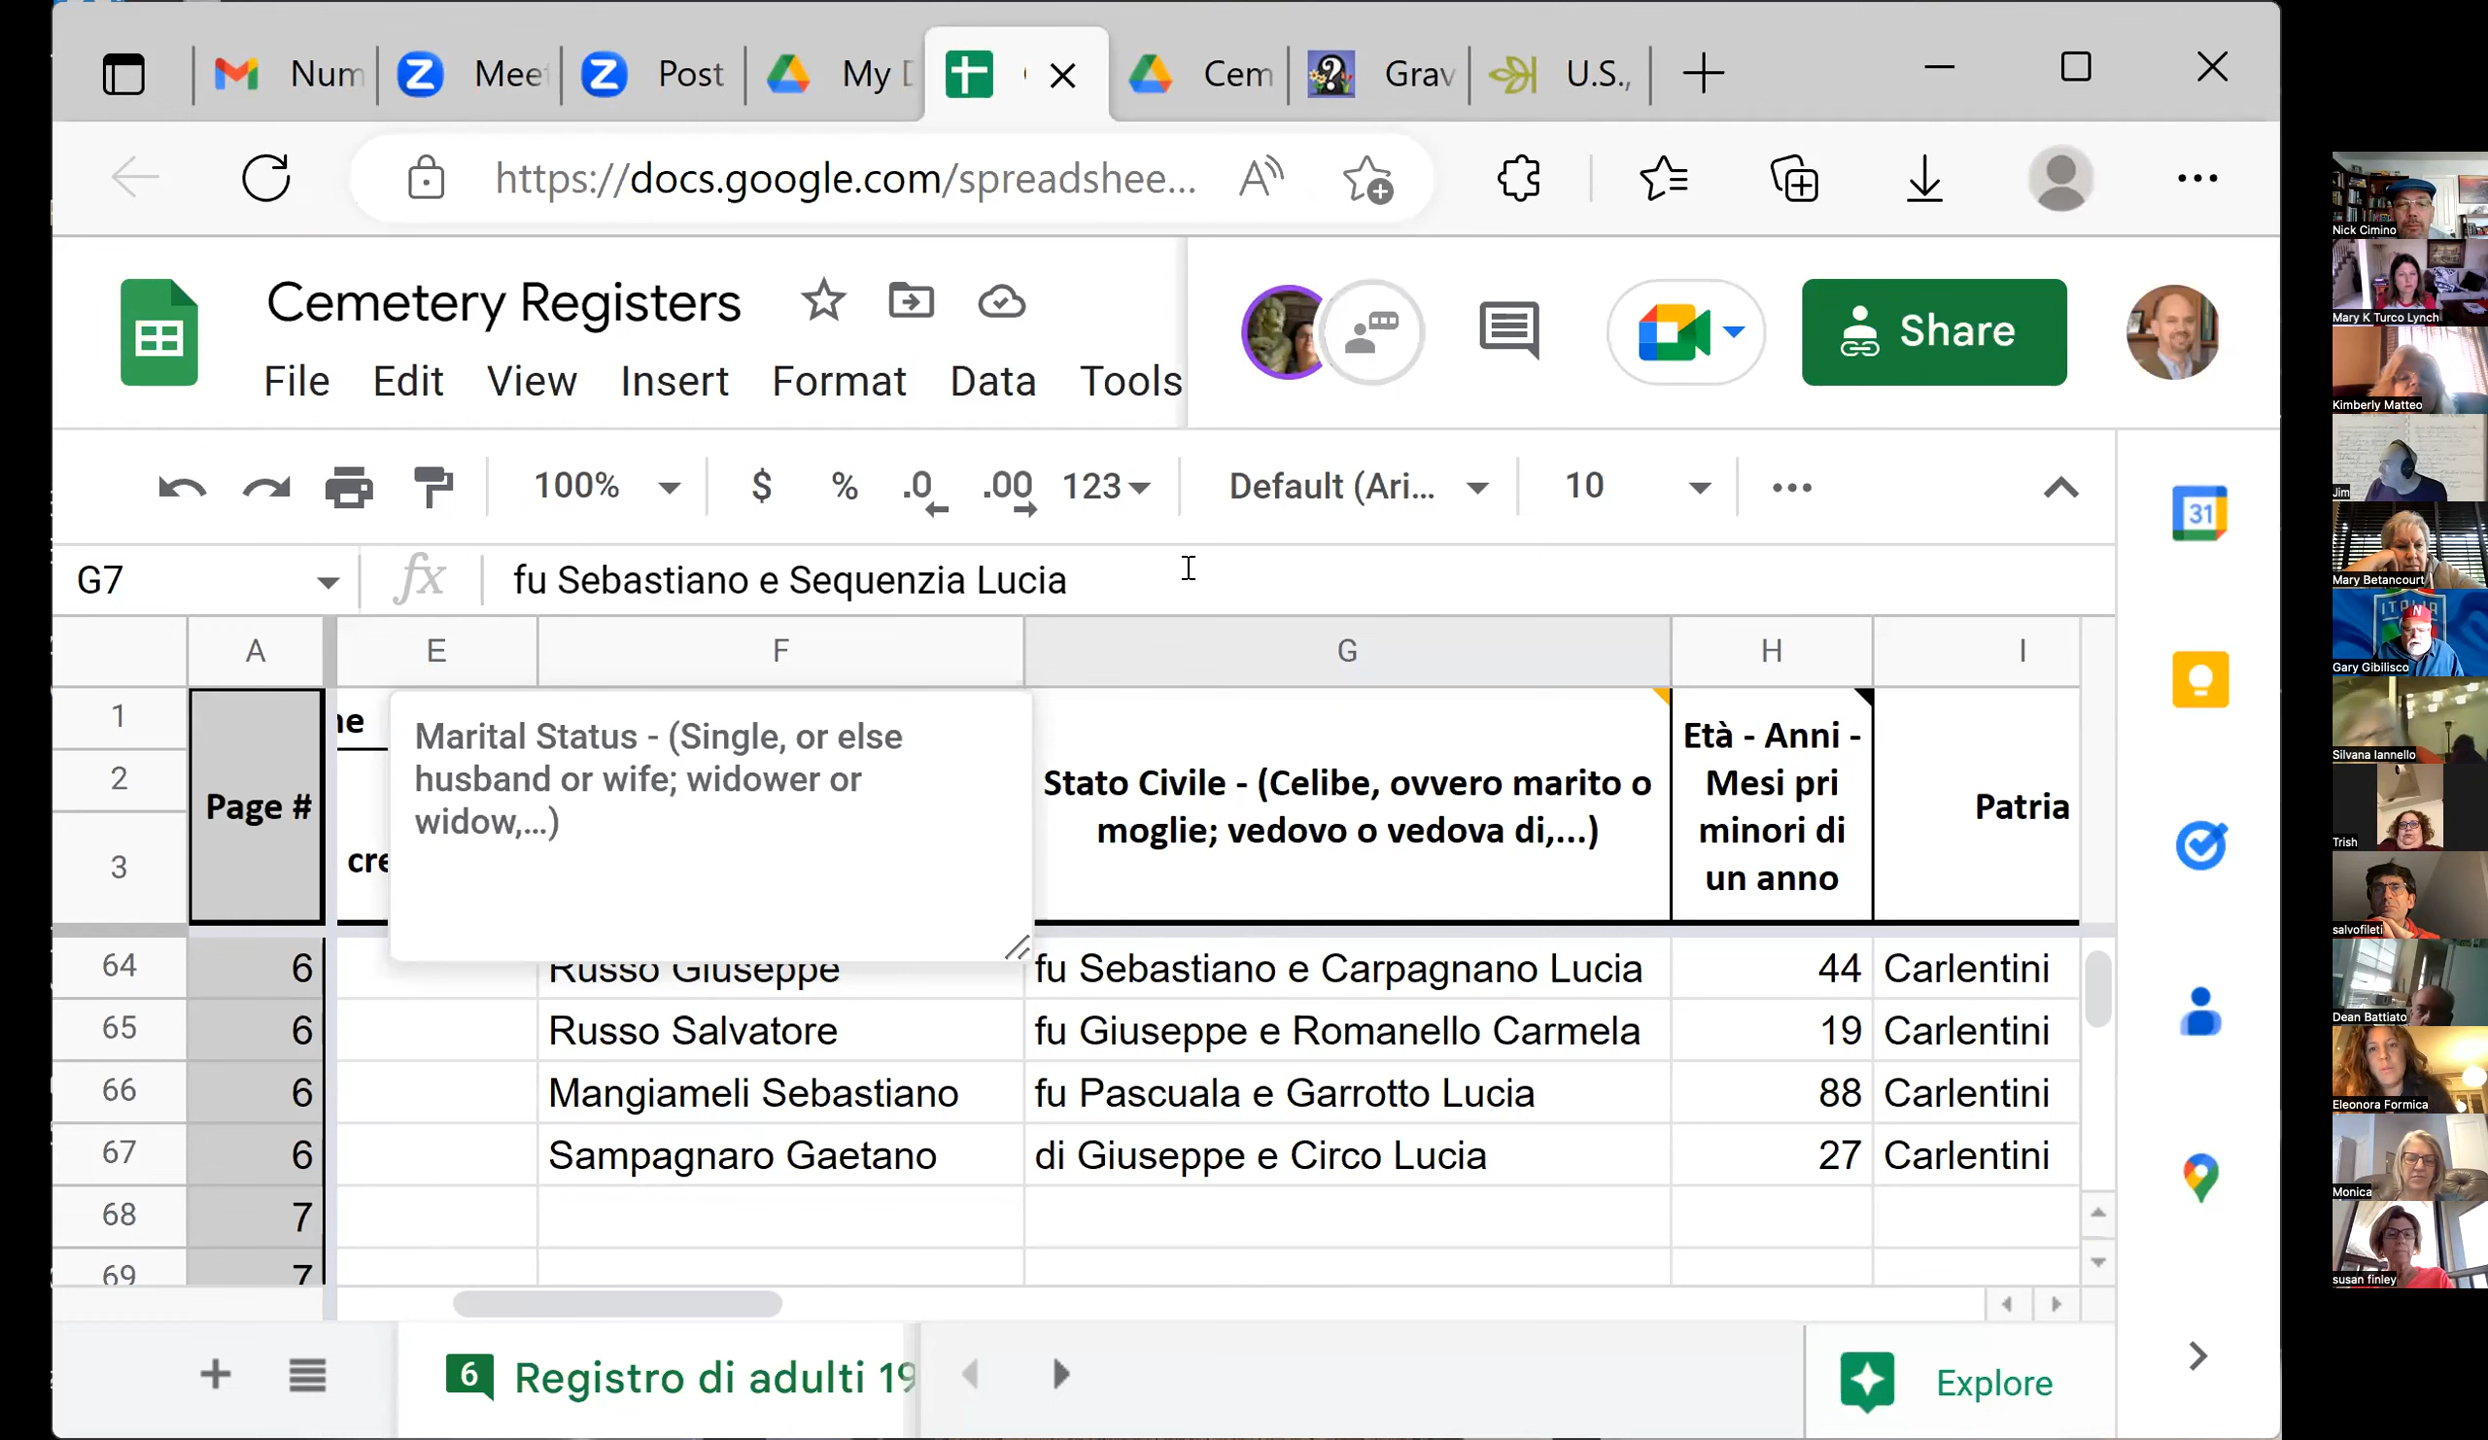 Num
Mee
Post
My D
Cem
Grav
U.S.,
https://docs.google.com/spreadshee...
Cemetery Registers
File Edit View Insert Format Data Tools
Share
100% $ % .0 .00 123 Default (Ari... 10
31
G7 fx fu Sebastiano e Sequenzia Lucia
A E F G H I
1
2
3
Page #
ne
cre
Marital Status - (Single, or else
husband or wife; widower or
widow,...)
Stato Civile - (Celibe, ovvero marito o
moglie; vedovo o vedova di,...)
Età - Anni -
Mesi pri
minori di
un anno
Patria
64 6 Russo Giuseppe fu Sebastiano e Carpagnano Lucia 44 Carlentini
65 6 Russo Salvatore fu Giuseppe e Romanello Carmela 19 Carlentini
66 6 Mangiameli Sebastiano fu Pascuala e Garrotto Lucia 88 Carlentini
67 6 Sampagnaro Gaetano di Giuseppe e Circo Lucia 27 Carlentini
68 7
69 7
6 Registro di adulti 19
Explore
Nick Cimino
Mary K Turco Lynch
Kimberly Matteo
Jim
Mary Betancourt
ITALIA
N
Gary Gibilisco
Silvana Iannello
Trish
salvofileti
Dean Battiato
Eleonora Formica
Monica
susan finley